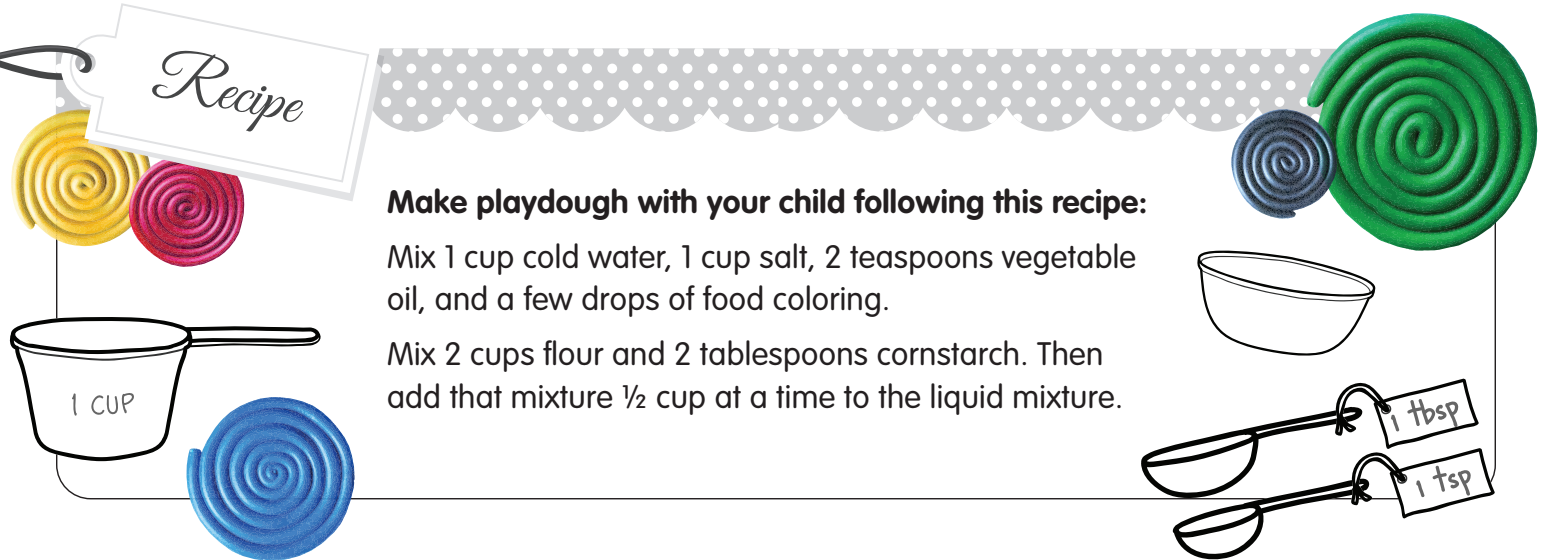 Recipe
Make playdough with your child following this recipe:
Mix 1 cup cold water, 1 cup salt, 2 teaspoons vegetable
oil, and a few drops of food coloring.
Mix 2 cups flour and 2 tablespoons cornstarch. Then
add that mixture ½ cup at a time to the liquid mixture.
1 CUP
1 tbsp
1 tsp